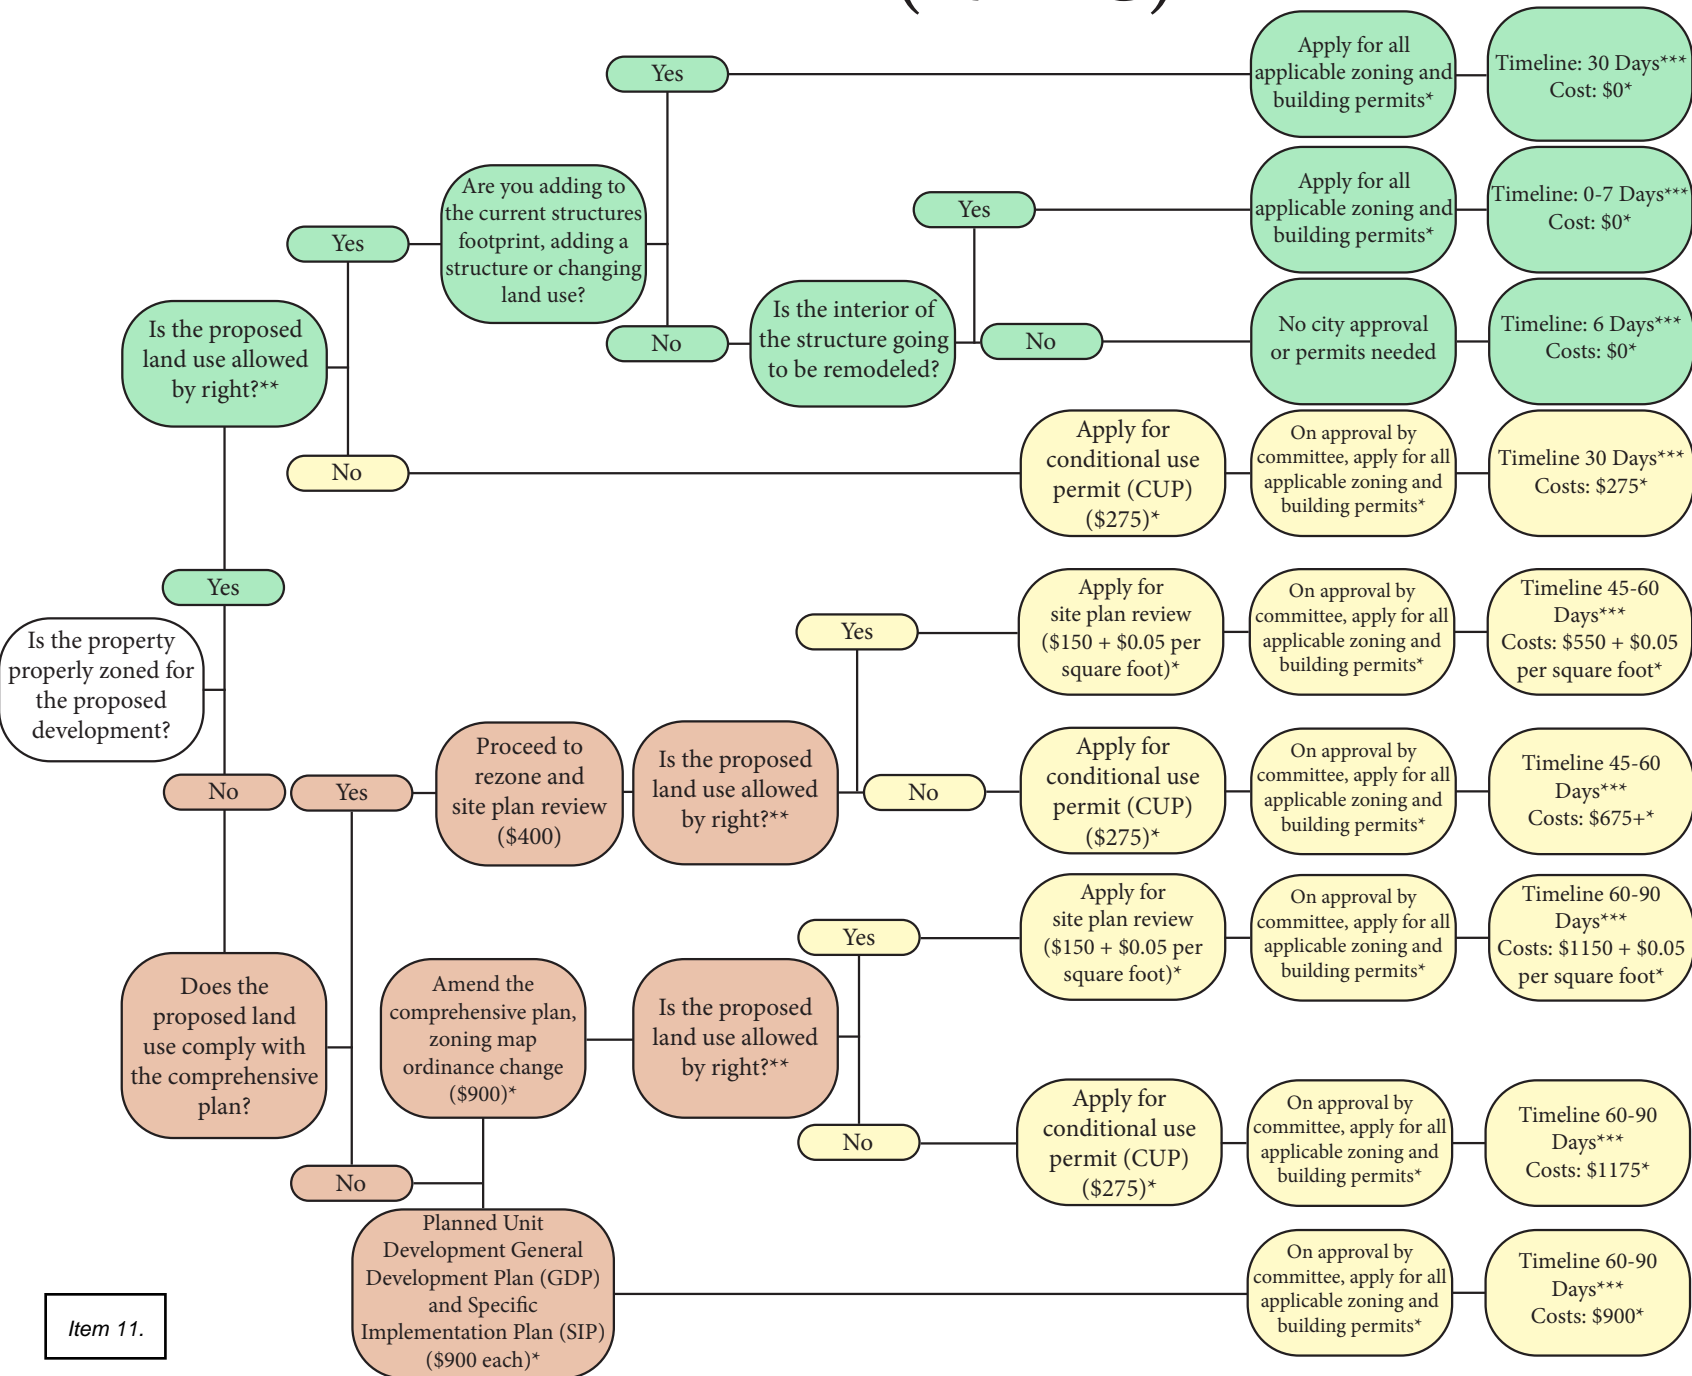 Yes
Apply for all
applicable zoning and
building permits*
Timeline: 30 Days***
Cost: $0*
Are you adding to
the current structures
footprint, adding a
structure or changing
land use?
Yes
Apply for all
applicable zoning and
building permits*
Timeline: 0-7 Days***
Cost: $0*
Yes
Is the proposed
land use allowed
by right?**
No
Is the interior of
the structure going
to be remodeled?
No
No city approval
or permits needed
Timeline: 6 Days***
Costs: $0*
No
Apply for
conditional use
permit (CUP)
($275)*
On approval by
committee, apply for all
applicable zoning and
building permits*
Timeline 30 Days***
Costs: $275*
Yes
Is the property
properly zoned for
the proposed
development?
Yes
Apply for
site plan review
($150 + $0.05 per
square foot)*
On approval by
committee, apply for all
applicable zoning and
building permits*
Timeline 45-60
Days***
Costs: $550 + $0.05
per square foot*
No
Yes
Proceed to
rezone and
site plan review
($400)
Is the proposed
land use allowed
by right?**
No
Apply for
conditional use
permit (CUP)
($275)*
On approval by
committee, apply for all
applicable zoning and
building permits*
Timeline 45-60
Days***
Costs: $675+*
Yes
Apply for
site plan review
($150 + $0.05 per
square foot)*
On approval by
committee, apply for all
applicable zoning and
building permits*
Timeline 60-90
Days***
Costs: $1150 + $0.05
per square foot*
Does the
proposed land
use comply with
the comprehensive
plan?
Amend the
comprehensive plan,
zoning map
ordinance change
($900)*
Is the proposed
land use allowed
by right?**
No
Apply for
conditional use
permit (CUP)
($275)*
On approval by
committee, apply for all
applicable zoning and
building permits*
Timeline 60-90
Days***
Costs: $1175*
No
Planned Unit
Development General
Development Plan (GDP)
and Specific
Implementation Plan (SIP)
($900 each)*
On approval by
committee, apply for all
applicable zoning and
building permits*
Timeline 60-90
Days***
Costs: $900*
Item 11.